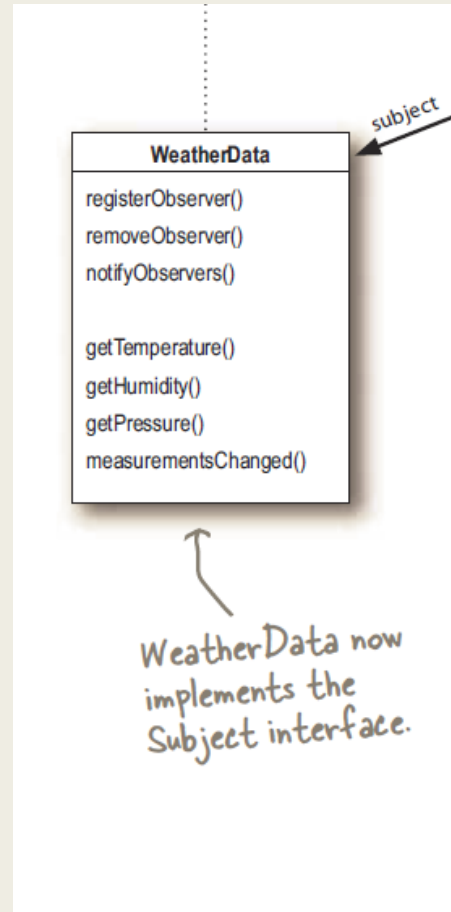 subject
WeatherData
registerObserver()
removeObserver()
notifyObservers()
getTemperature()
getHumidity()
getPressure()
measurementsChanged()
WeatherData now
implements the
Subject interface.